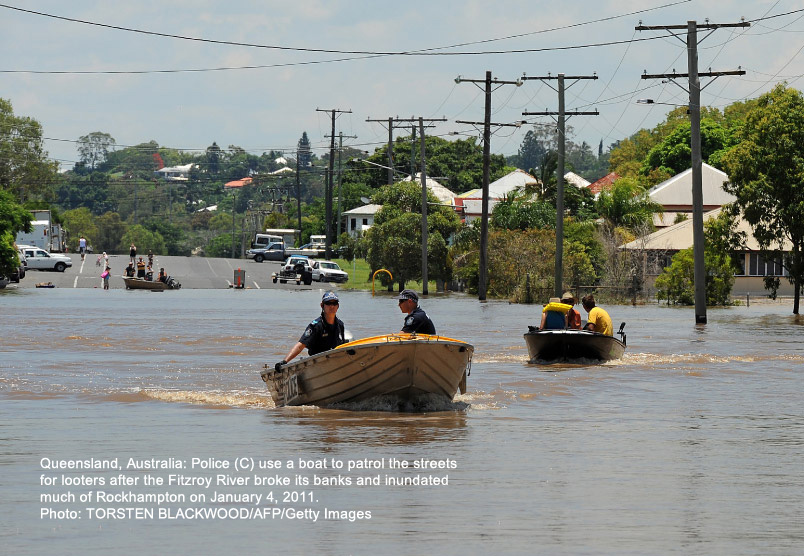 Queensland, Australia: Police (C) use a boat to patrol the streets
for looters after the Fitzroy River broke its banks and inundated
much of Rockhampton on January 4, 2011.
Photo: TORSTEN BLACKWOOD/AFP/Getty Images